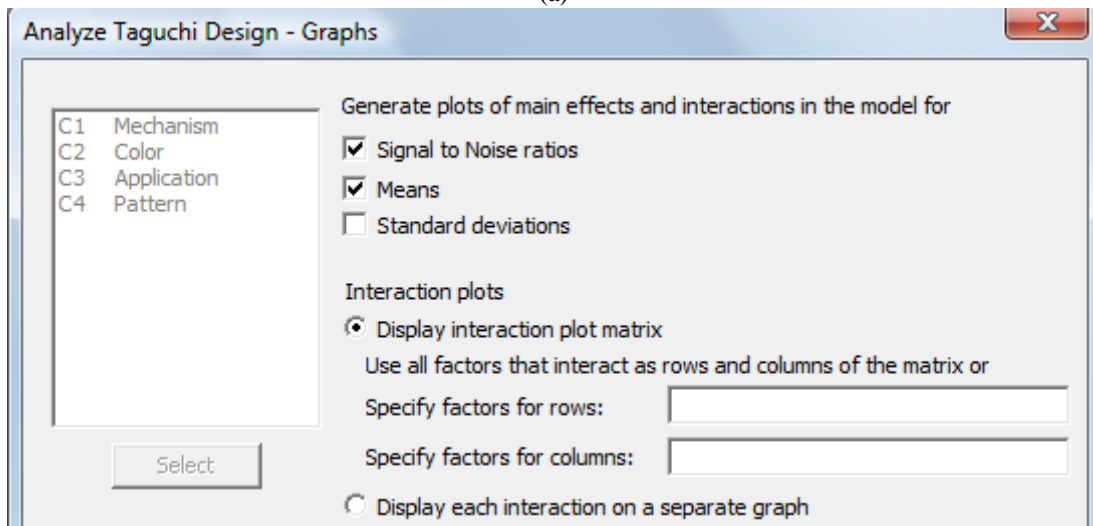 (a)
Analyze Taguchi Design - Graphs
C1 Mechanism
C2 Color
C3 Application
C4 Pattern
Select
Generate plots of main effects and interactions in the model for
Signal to Noise ratios
Means
Standard deviations
Interaction plots
Display interaction plot matrix
Use all factors that interact as rows and columns of the matrix or
Specify factors for rows:
Specify factors for columns:
Display each interaction on a separate graph